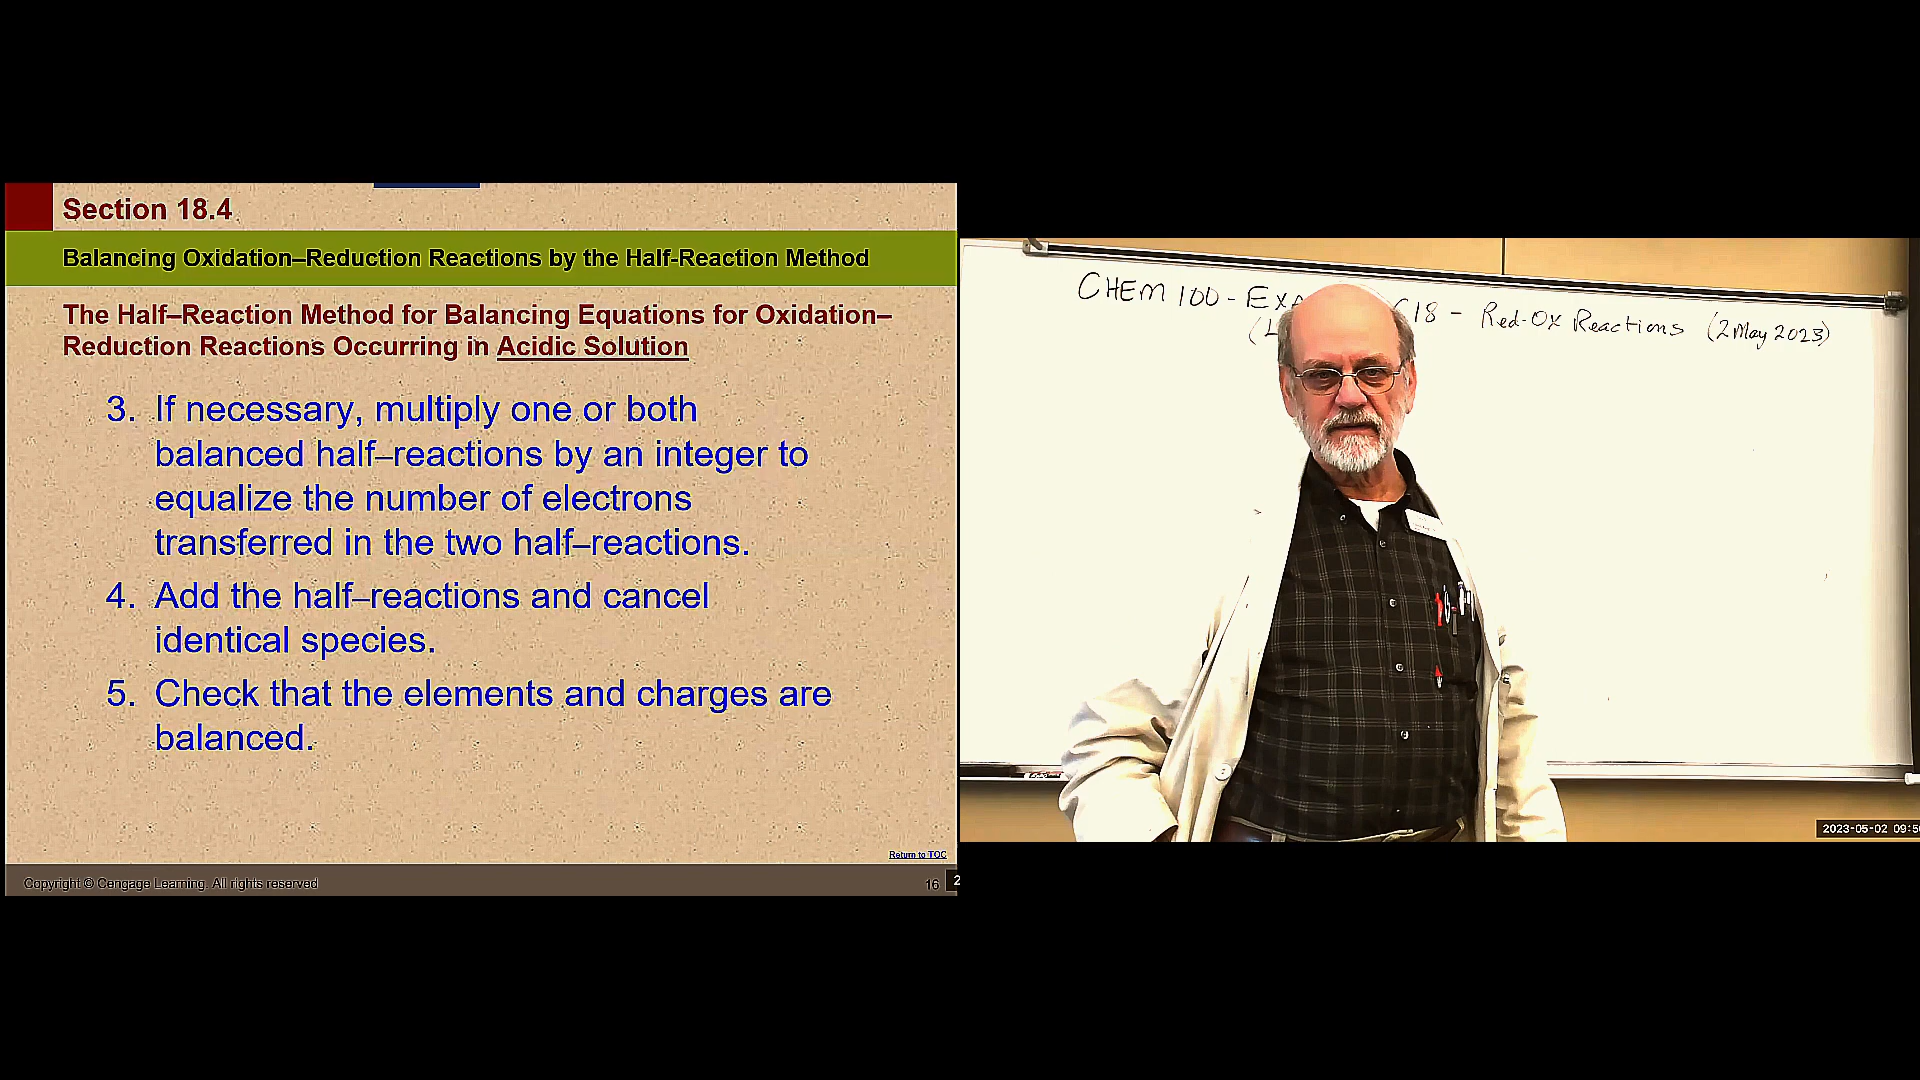 Section 18.4
Balancing Oxidation–Reduction Reactions by the Half-Reaction Method
The Half–Reaction Method for Balancing Equations for Oxidation–
Reduction Reactions Occurring in Acidic Solution
3. If necessary, multiply one or both
balanced half–reactions by an integer to
equalize the number of electrons
transferred in the two half–reactions.
4. Add the half–reactions and cancel
identical species.
5. Check that the elements and charges are
balanced.
Return to TOC
Copyright © Cengage Learning. All rights reserved
16
2
CHEM 100 - 18 - Red-Ox Reactions (2 May 2023)
2023-05-02